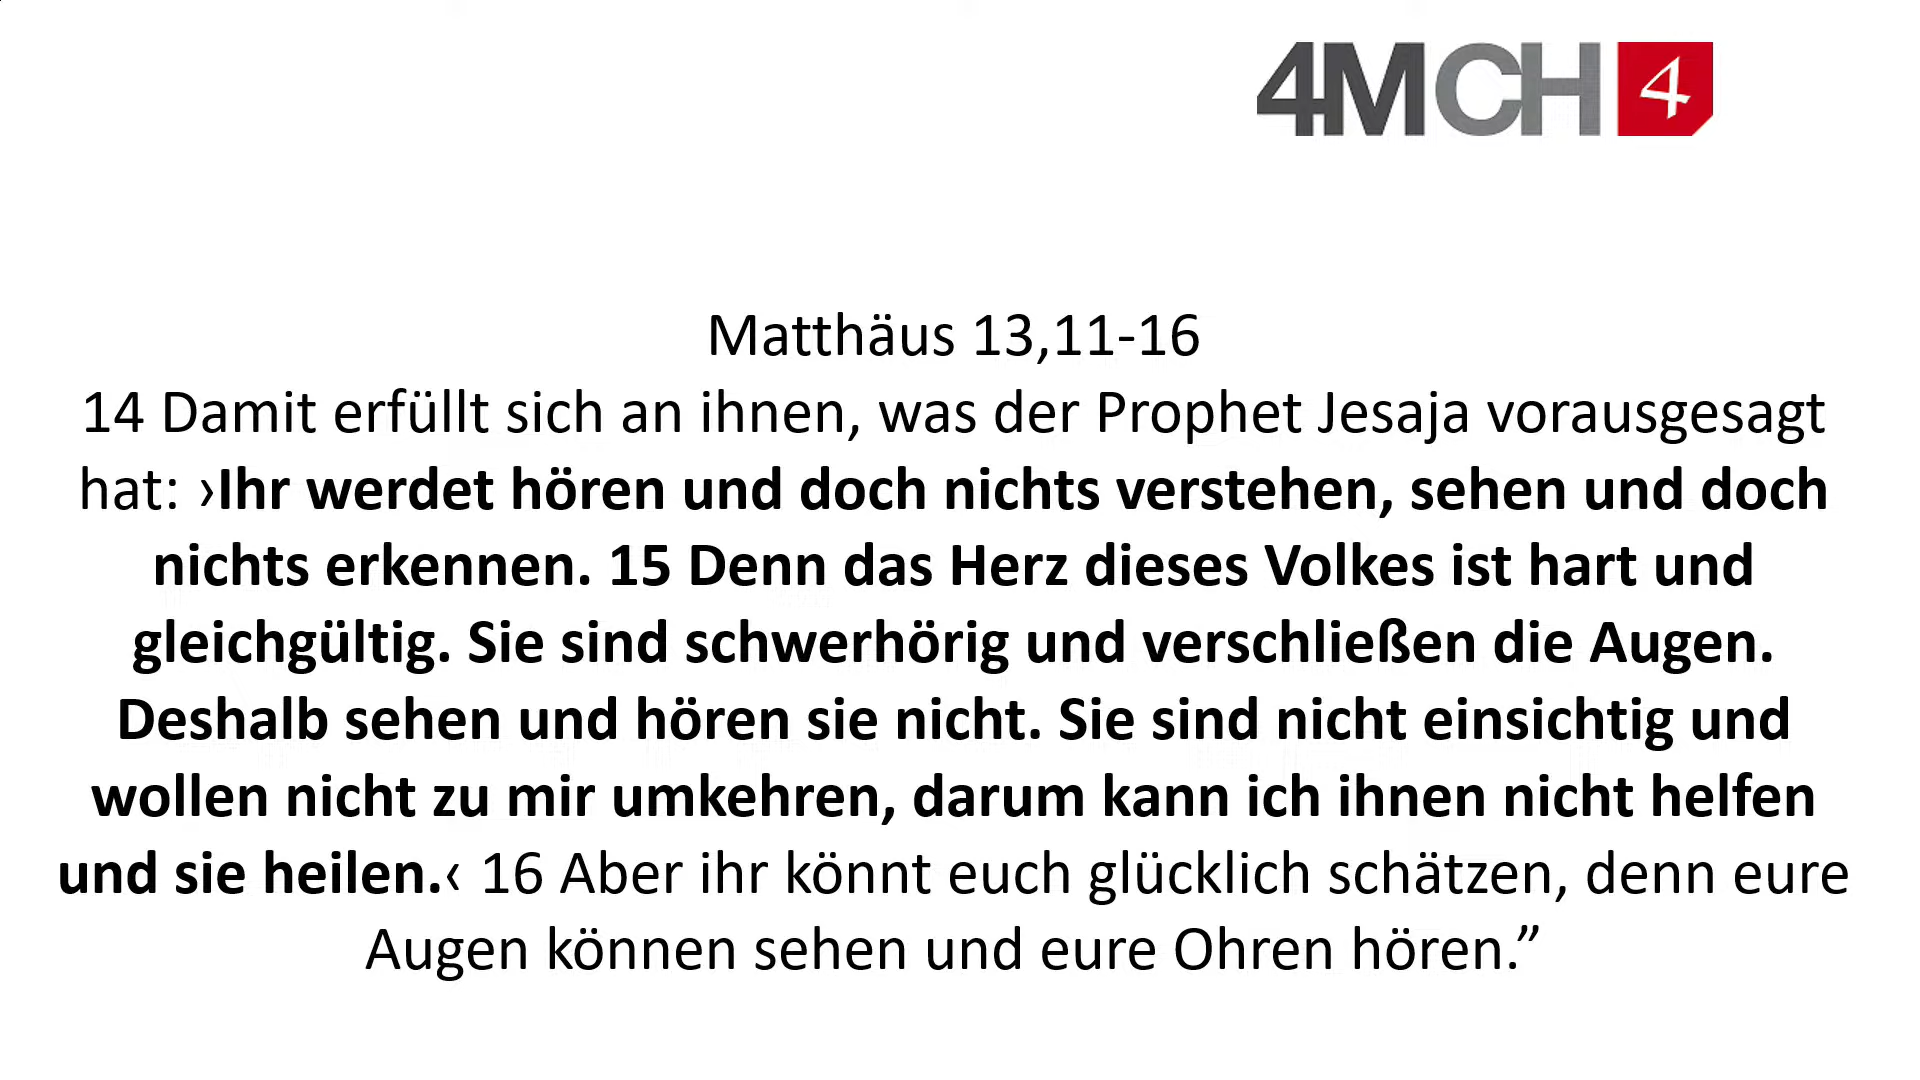 4MCH 4
Matthäus 13,11-16
14 Damit erfüllt sich an ihnen, was der Prophet Jesaja vorausgesagt
hat: ›Ihr werdet hören und doch nichts verstehen, sehen und doch
nichts erkennen. 15 Denn das Herz dieses Volkes ist hart und
gleichgültig. Sie sind schwerhörig und verschließen die Augen.
Deshalb sehen und hören sie nicht. Sie sind nicht einsichtig und
wollen nicht zu mir umkehren, darum kann ich ihnen nicht helfen
und sie heilen.‹ 16 Aber ihr könnt euch glücklich schätzen, denn eure
Augen können sehen und eure Ohren hören.”